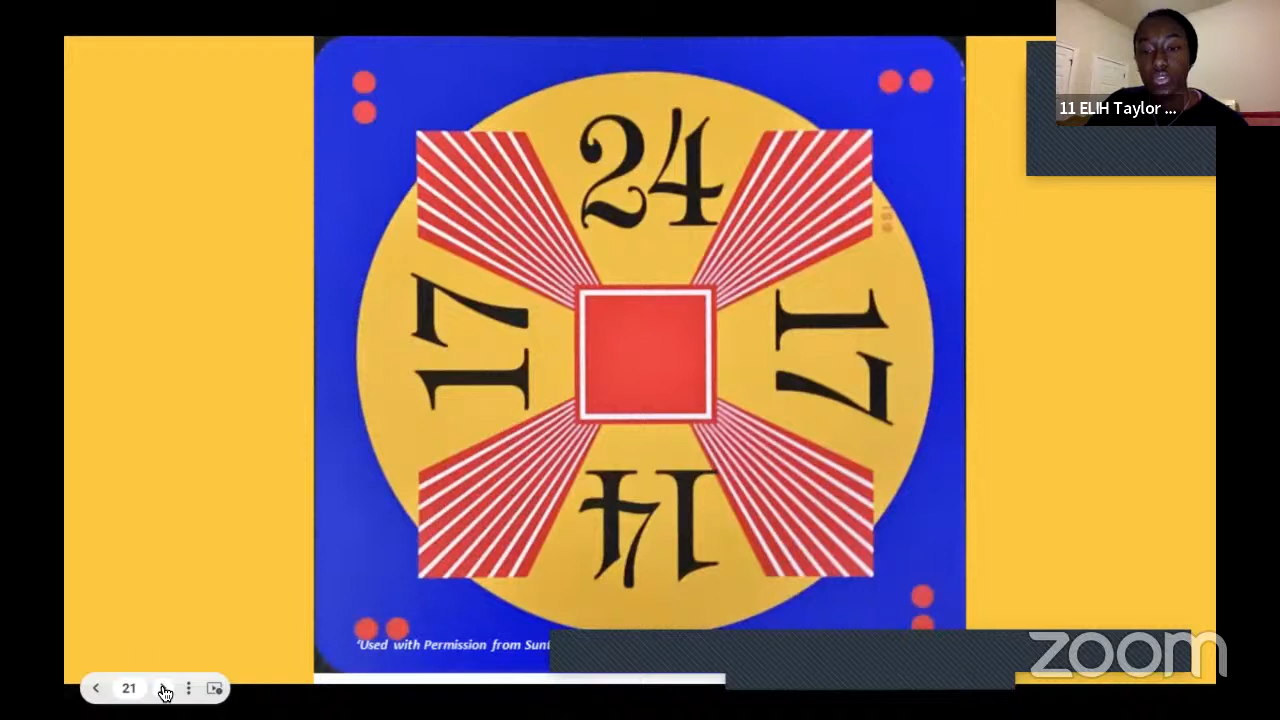 11 ELIH Taylor ...
24
17
17
14
‘Used with Permission from Sun
21
zoom